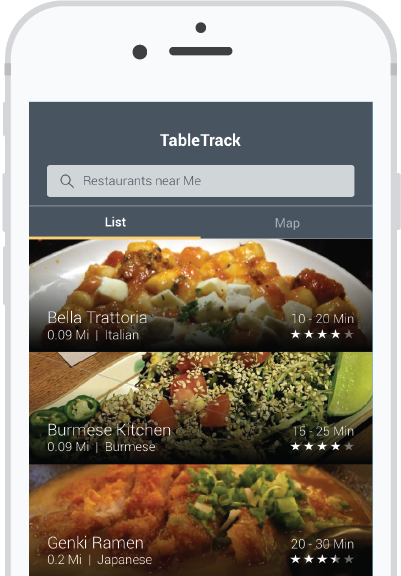 TableTrack
Restaurants near Me
List Map
Bella Trattoria 10 - 20 Min
0.09 Mi | Italian ★★★★★
Burmese Kitchen 15 - 25 Min
0.09 Mi | Burmese ★★★★★
Genki Ramen 20 - 30 Min
0.2 Mi | Japanese ★★★★★